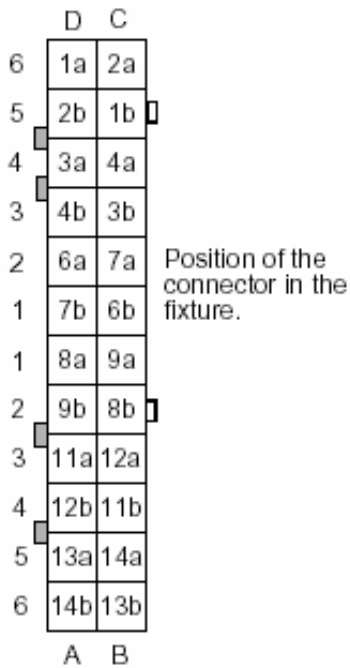 D C
6 1a 2a
5 2b 1b
4 3a 4a
3 4b 3b
2 6a 7a
1 7b 6b
1 8a 9a
2 9b 8b
3 11a 12a
4 12b 11b
5 13a 14a
6 14b 13b
A B
Position of the
connector in the
fixture.